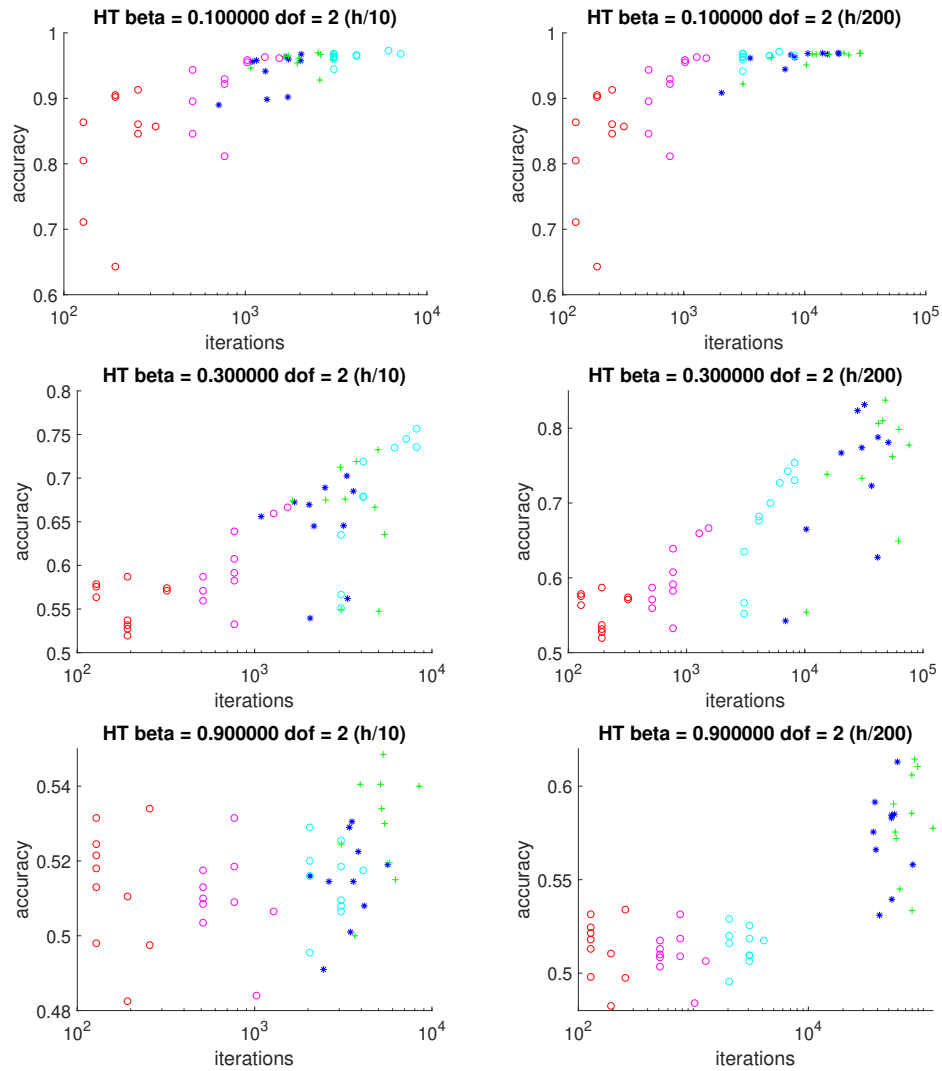 HT beta = 0.100000 dof = 2 (h/10)
1
0.9
0.8
0.7
0.6
accuracy
10^2
10^3
10^4
iterations
HT beta = 0.100000 dof = 2 (h/200)
1
0.9
0.8
0.7
0.6
accuracy
10^2
10^3
10^4
10^5
iterations
HT beta = 0.300000 dof = 2 (h/10)
0.8
0.75
0.7
0.65
0.6
0.55
0.5
accuracy
10^2
10^3
10^4
iterations
HT beta = 0.300000 dof = 2 (h/200)
0.8
0.7
0.6
0.5
accuracy
10^2
10^3
10^4
10^5
iterations
HT beta = 0.900000 dof = 2 (h/10)
0.54
0.52
0.5
0.48
accuracy
10^2
10^3
10^4
iterations
HT beta = 0.900000 dof = 2 (h/200)
0.6
0.55
0.5
accuracy
10^2
10^4
iterations